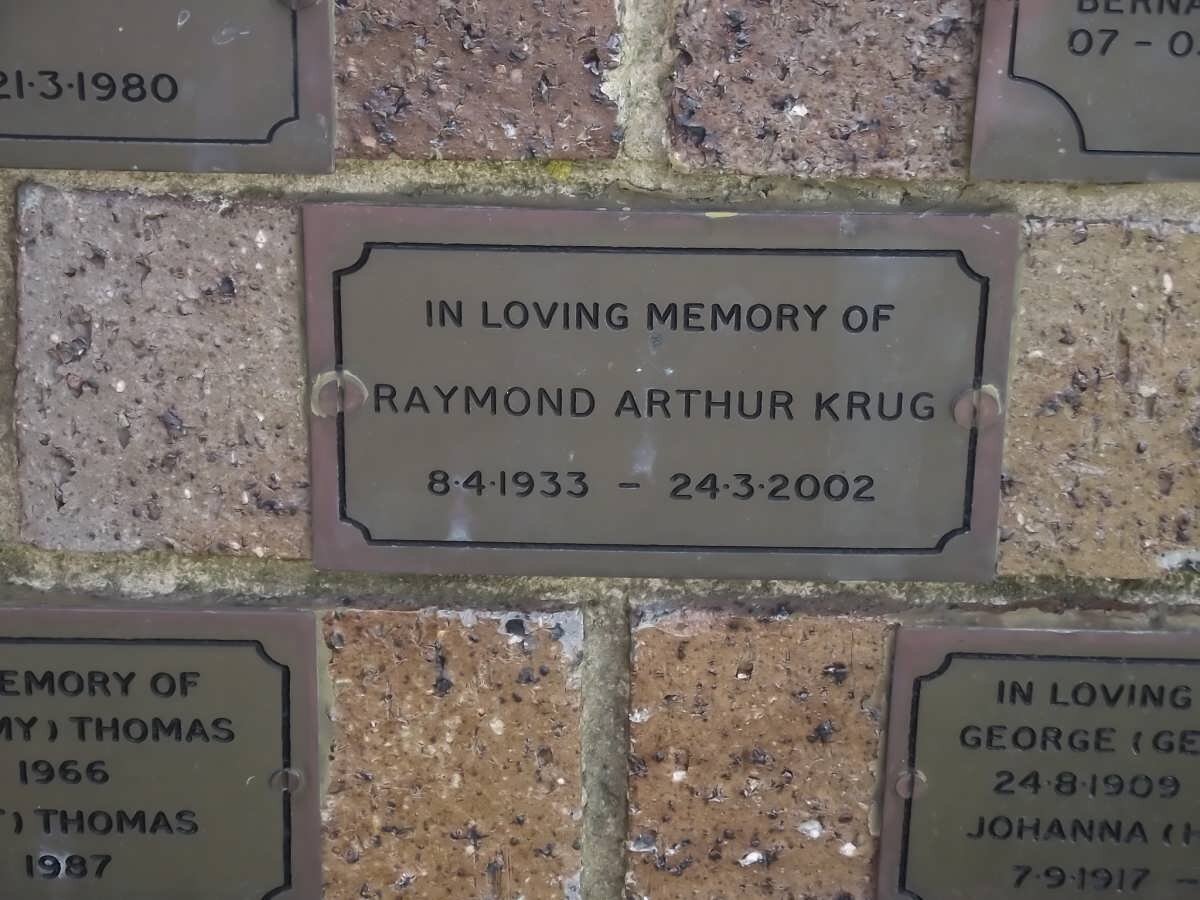 21·3·1980
07 - 0
IN LOVING MEMORY OF
RAYMOND ARTHUR KRUG
8·4·1933 - 24·3·2002
MEMORY OF
THOMAS
1966
THOMAS
1987
IN LOVING
GEORGE (GE
24·8·1909
JOHANNA (H
7·9·1917 -